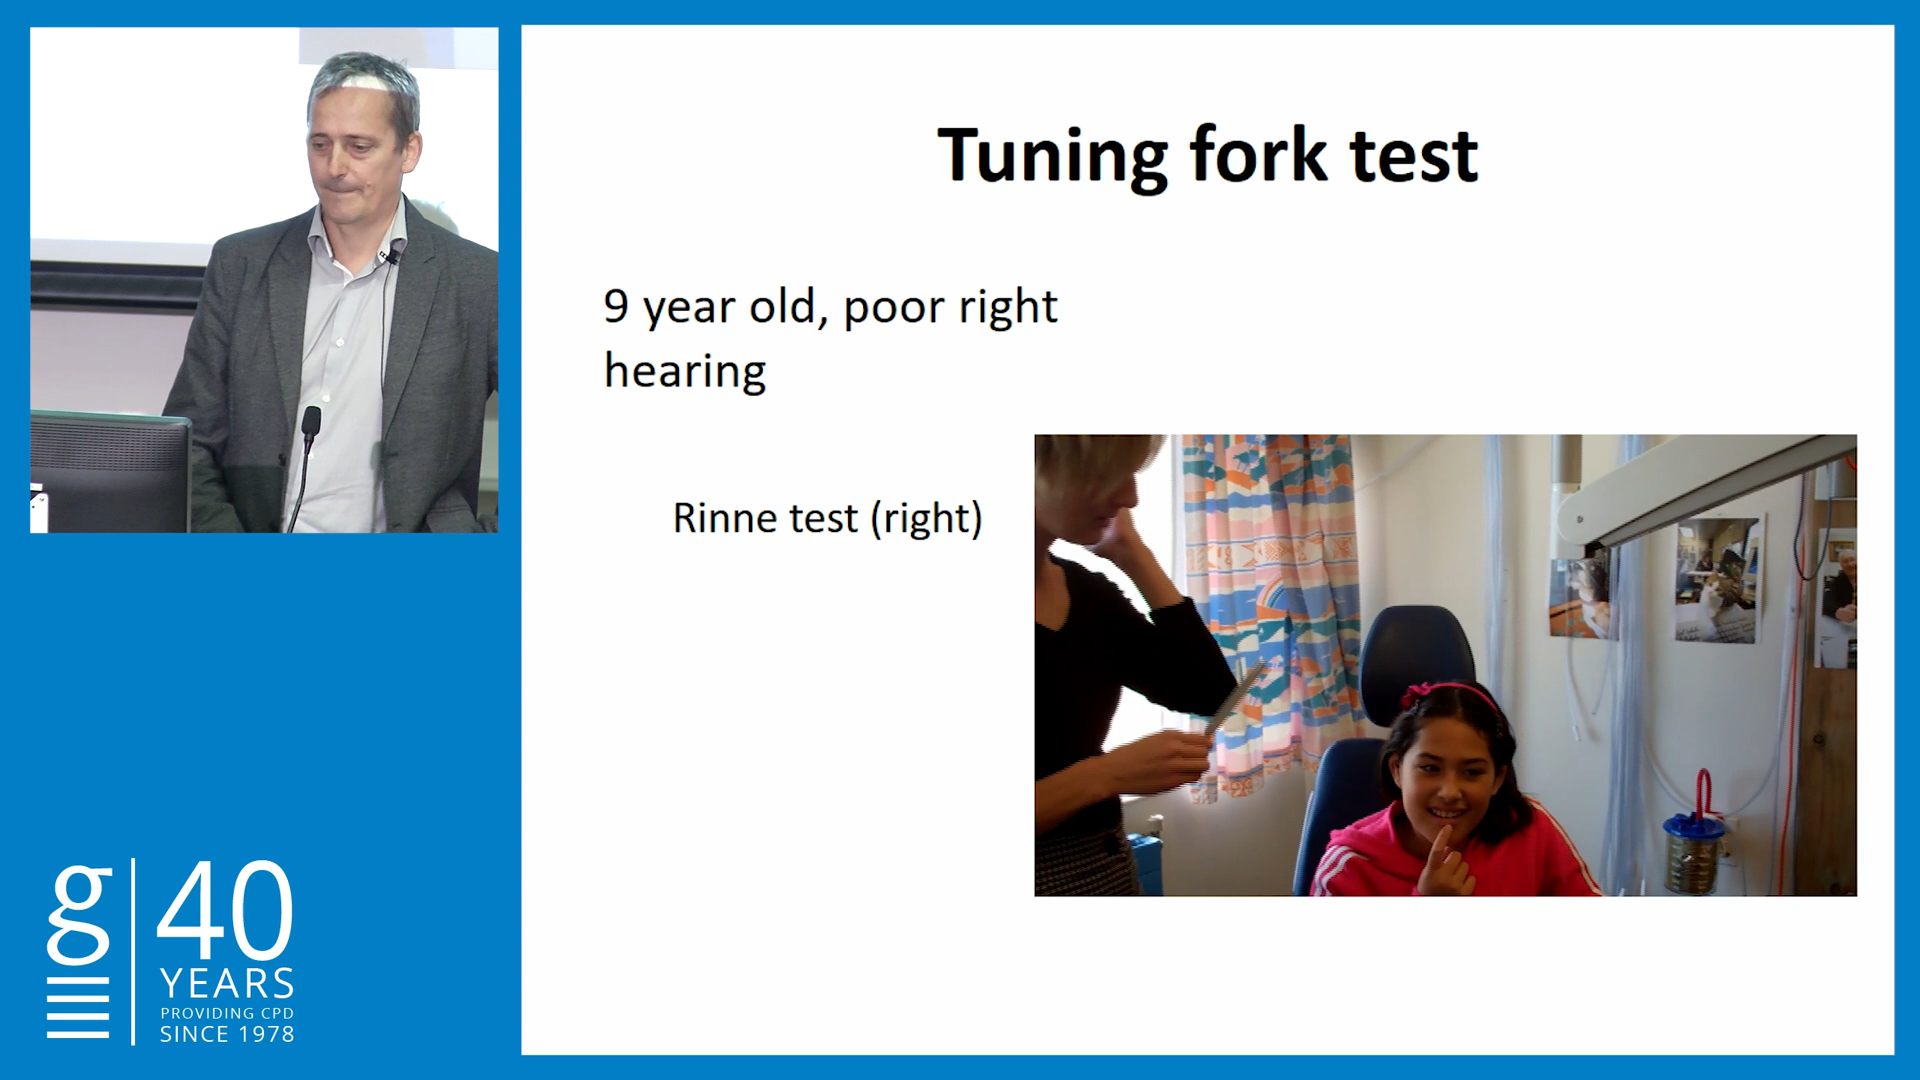 Tuning fork test
9 year old, poor right
hearing
Rinne test (right)
g
40
YEARS
PROVIDING CPD
SINCE 1978